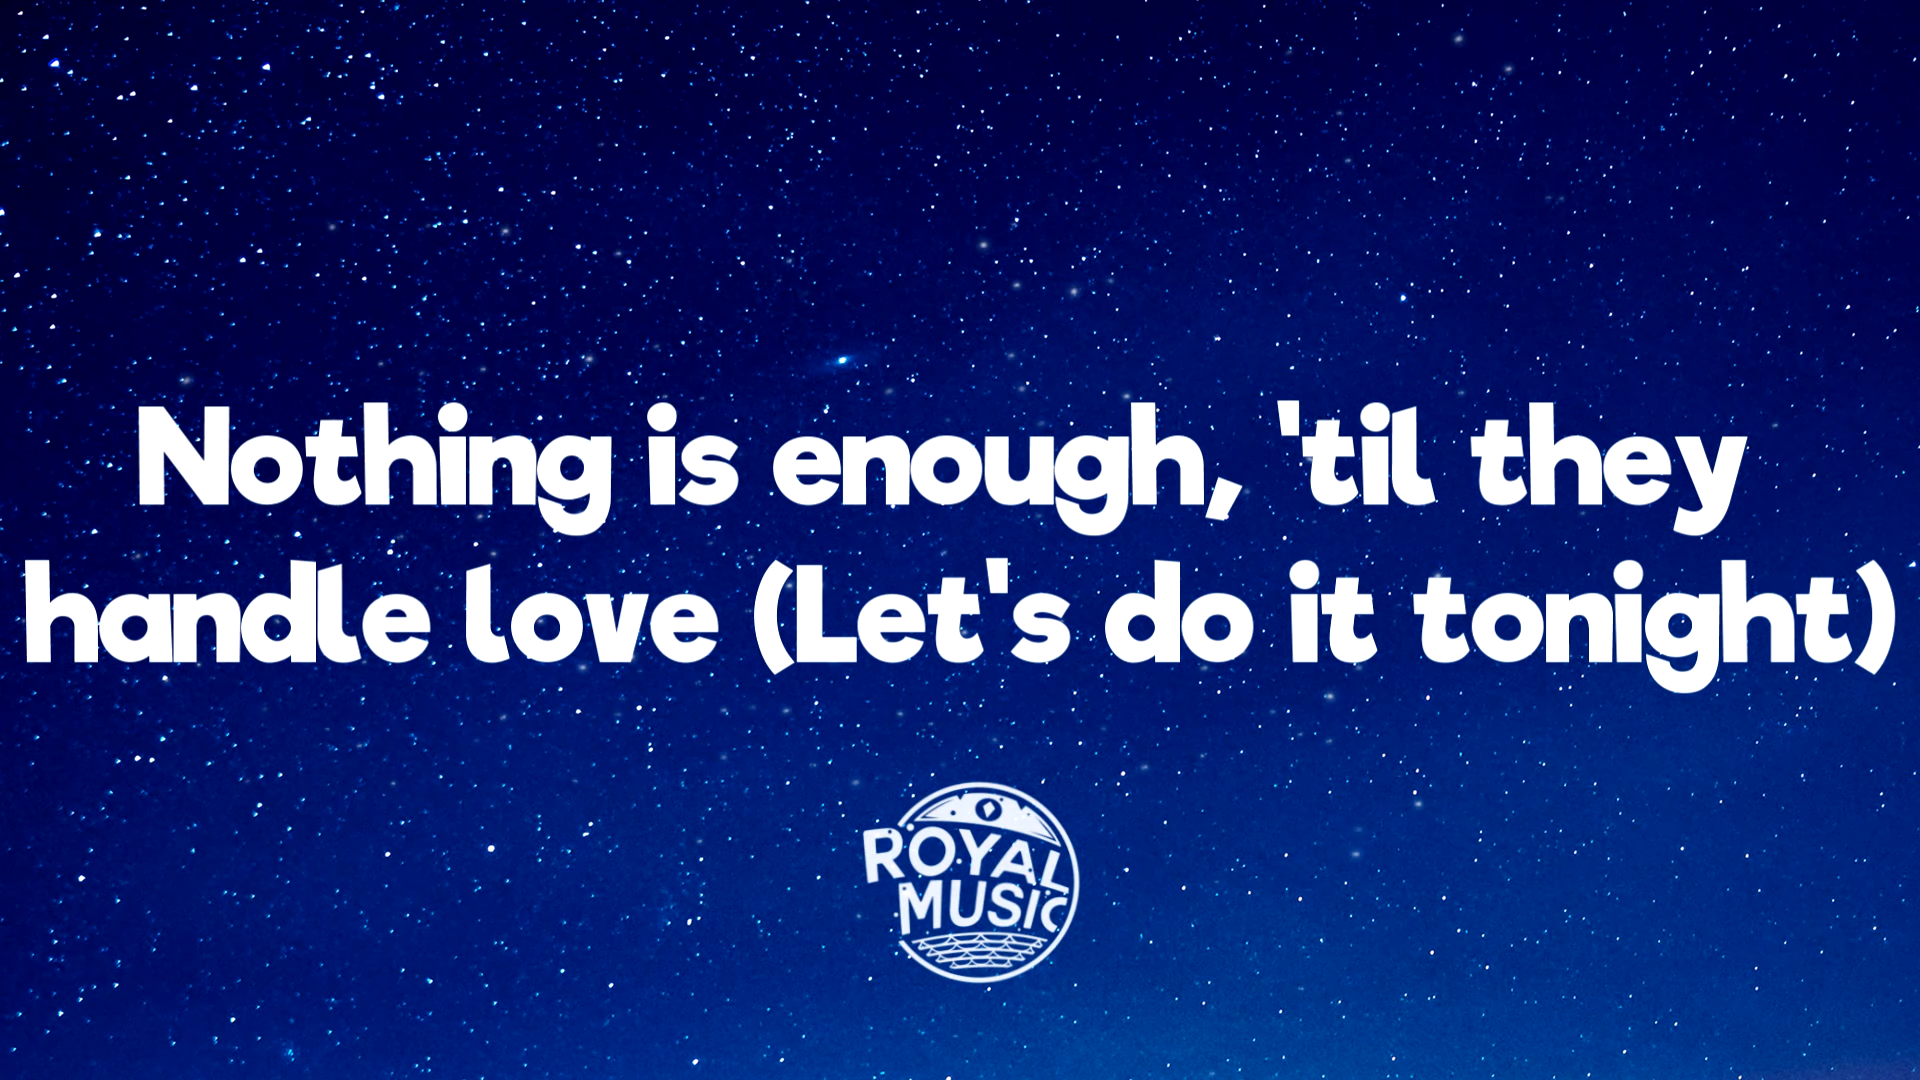 Nothing is enough, 'til they
handle love (Let's do it tonight)
ROYAL
MUSIC